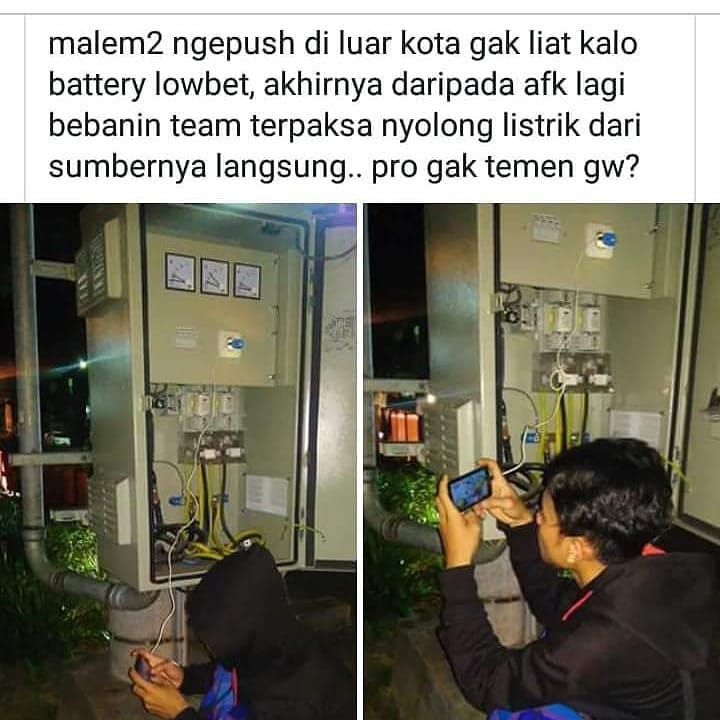 malem2 ngepush di luar kota gak liat kalo
battery lowbet, akhirnya daripada afk lagi
bebanin team terpaksa nyolong listrik dari
sumbernya langsung.. pro gak temen gw?